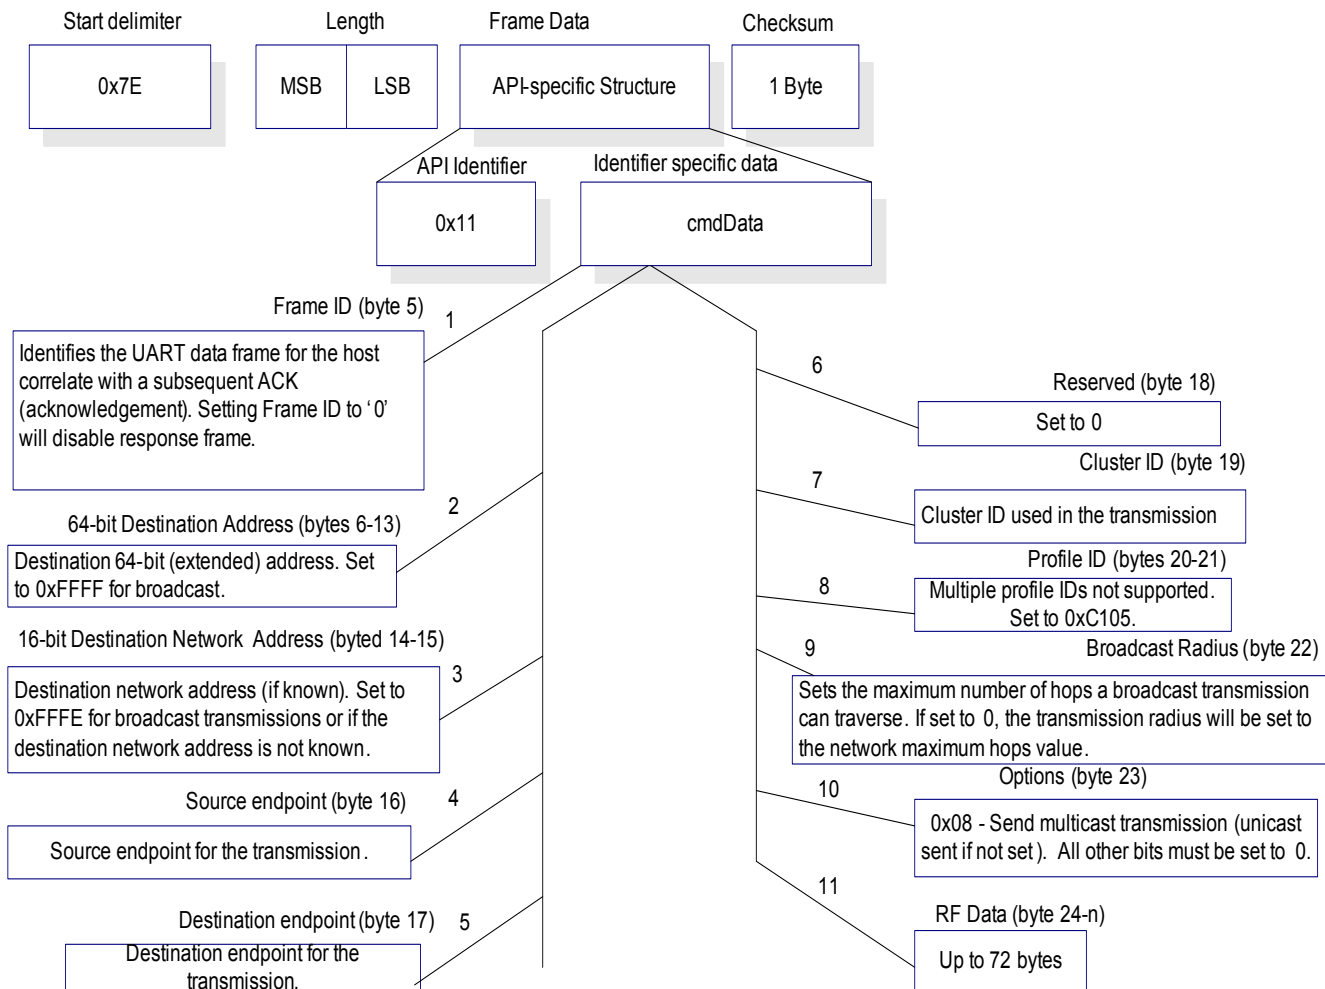 Start delimiter
Length
Frame Data
Checksum
0x7E
MSB
LSB
API-specific Structure
1 Byte
API Identifier
Identifier specific data
0x11
cmdData
Frame ID (byte 5)
1
Identifies the UART data frame for the host
correlate with a subsequent ACK
(acknowledgement). Setting Frame ID to ‘0’
will disable response frame.
2
64-bit Destination Address (bytes 6-13)
Destination 64-bit (extended) address. Set
to 0xFFFF for broadcast.
16-bit Destination Network Address (byted 14-15)
3
Destination network address (if known). Set to
0xFFFE for broadcast transmissions or if the
destination network address is not known.
Source endpoint (byte 16)
4
Source endpoint for the transmission.
Destination endpoint (byte 17)
5
Destination endpoint for the
transmission.
6
Reserved (byte 18)
Set to 0
Cluster ID (byte 19)
7
Cluster ID used in the transmission
Profile ID (bytes 20-21)
8
Multiple profile IDs not supported.
Set to 0xC105.
9
Broadcast Radius (byte 22)
Sets the maximum number of hops a broadcast transmission
can traverse. If set to 0, the transmission radius will be set to
the network maximum hops value.
Options (byte 23)
10
0x08 - Send multicast transmission (unicast
sent if not set). All other bits must be set to 0.
11
RF Data (byte 24-n)
Up to 72 bytes